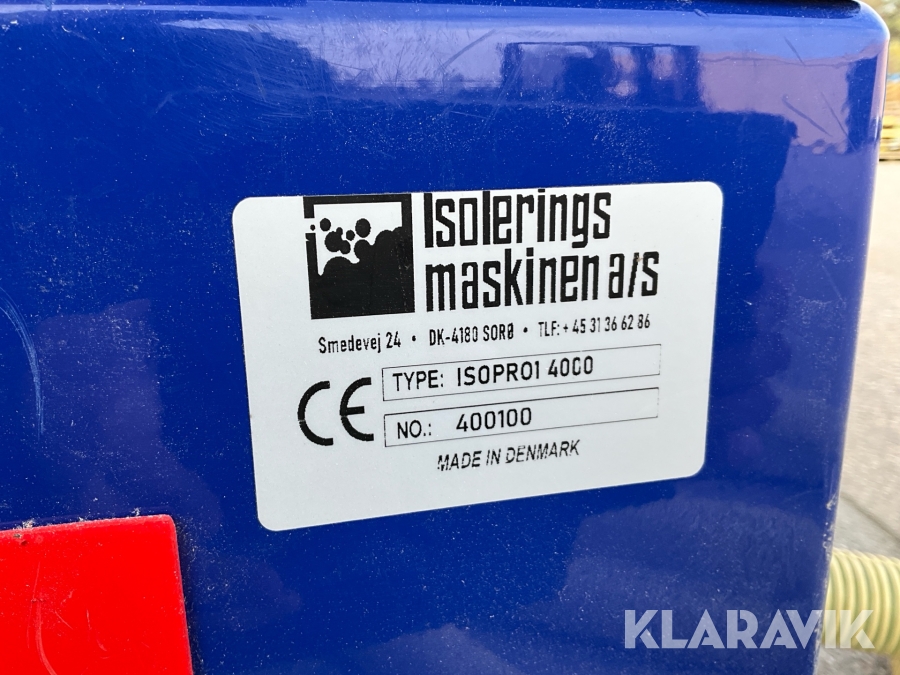 Isolerings
maskinen a/s
Smedevej 24 • DK-4180 SORØ • TLF: +45 31 36 62 86
CE
TYPE: ISOPRO1 4000
NO.: 400100
MADE IN DENMARK
KLARAVIK